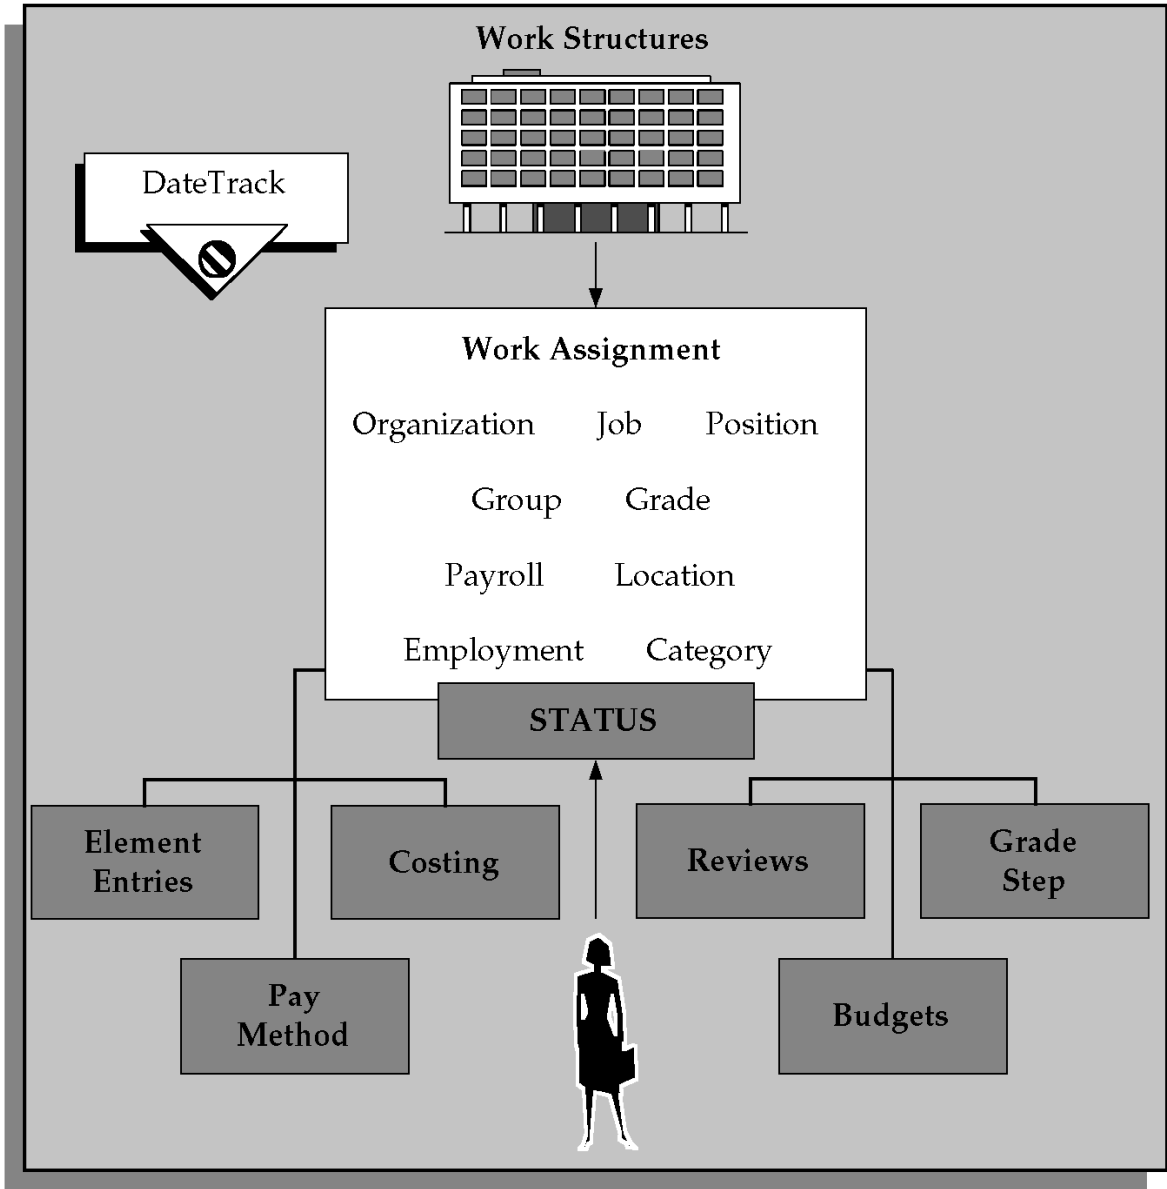 Work Structures
DateTrack
Work Assignment
Organization Job Position
Group Grade
Payroll Location
Employment Category
STATUS
Element
Entries
Costing
Reviews
Grade
Step
Pay
Method
Budgets